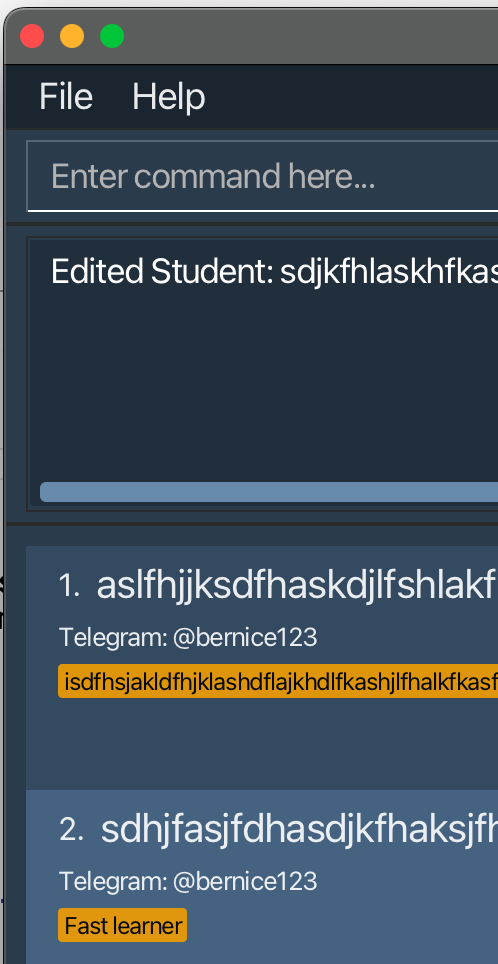 File Help
Enter command here...
Edited Student: sdjkfhlaskhfkas
1. aslfhjjksdfhaskdjlfshlakf
Telegram: @bernice123
isdfhsjakldfhjklashdflajkhdlfkashjlfhalkfkasf
2. sdhjfasjfdhasdjkfhaksjfh
Telegram: @bernice123
Fast learner